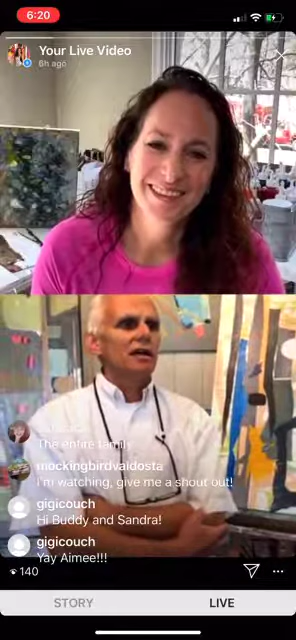 6:20
Your Live Video
6h ago
The entire family
mockingbirdvaldosta
I'm watching, give me a shout out!
gigicouch
Hi Buddy and Sandra!
gigicouch
Yay Aimee!!!
140
STORY
LIVE